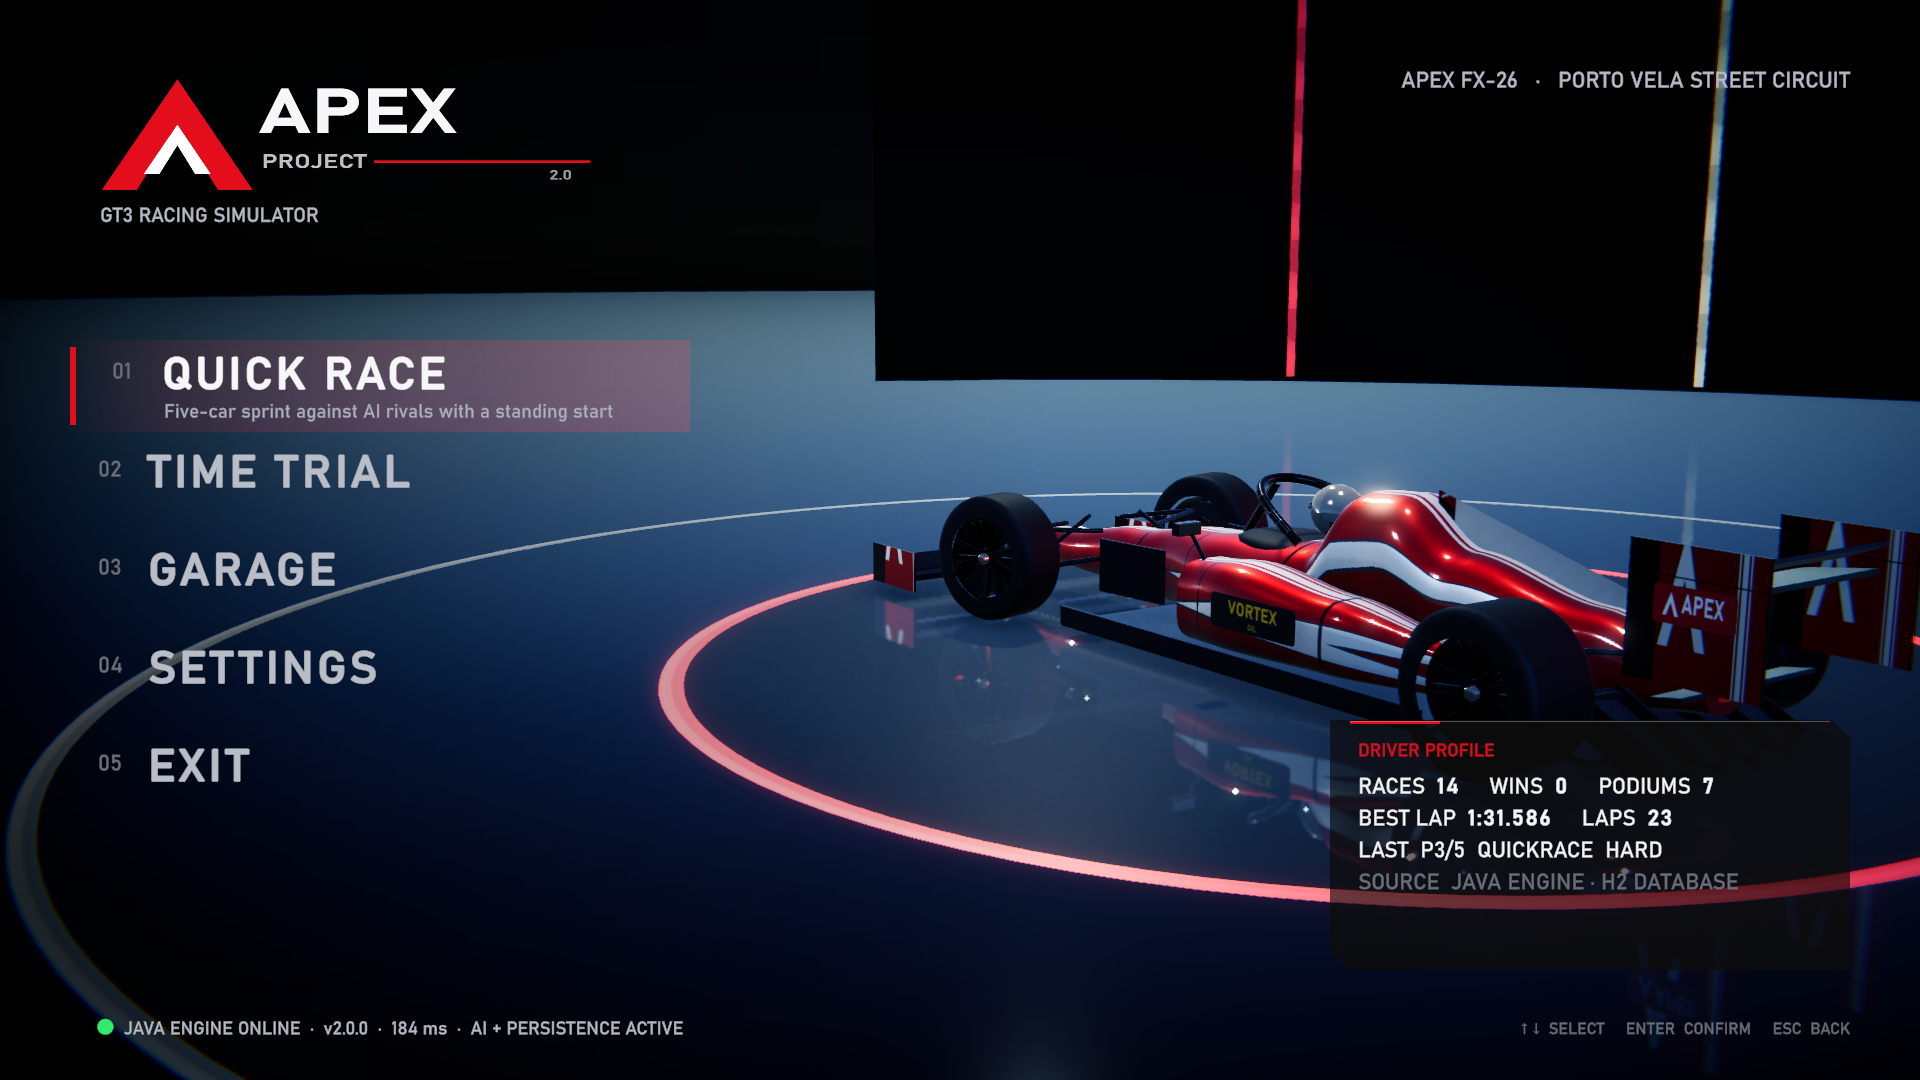 APEX
PROJECT
2.0
GT3 RACING SIMULATOR
APEX FX-26 · PORTO VELA STREET CIRCUIT
01 QUICK RACE
Five-car sprint against AI rivals with a standing start
02 TIME TRIAL
03 GARAGE
04 SETTINGS
05 EXIT
VORTEX
OIL
APEX
DRIVER PROFILE
RACES 14 WINS 0 PODIUMS 7
BEST LAP 1:31.586 LAPS 23
LAST P3/5 QUICKRACE HARD
SOURCE JAVA ENGINE · H2 DATABASE
JAVA ENGINE ONLINE · v2.0.0 · 184 ms · AI + PERSISTENCE ACTIVE
↑↓ SELECT ENTER CONFIRM ESC BACK